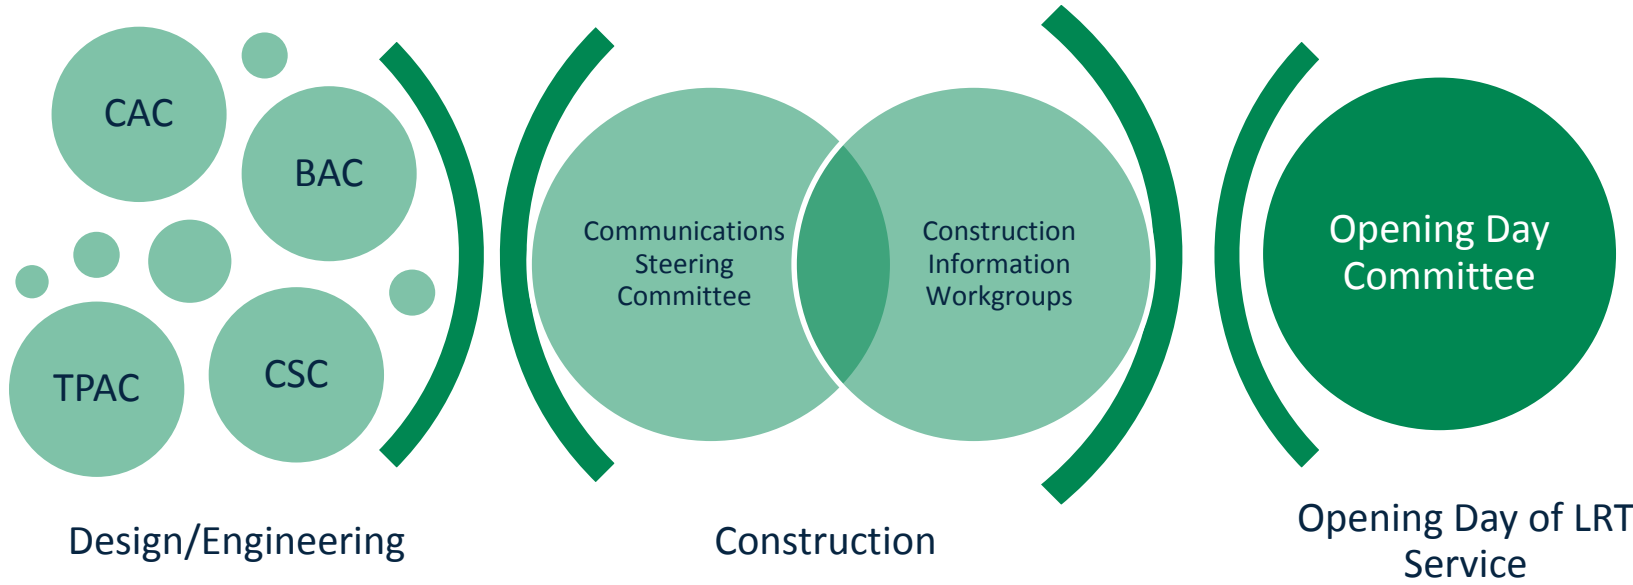 CAC
BAC
TPAC
CSC
Design/Engineering
Communications
Steering
Committee
Construction
Information
Workgroups
Construction
Opening Day
Committee
Opening Day of LRT
Service